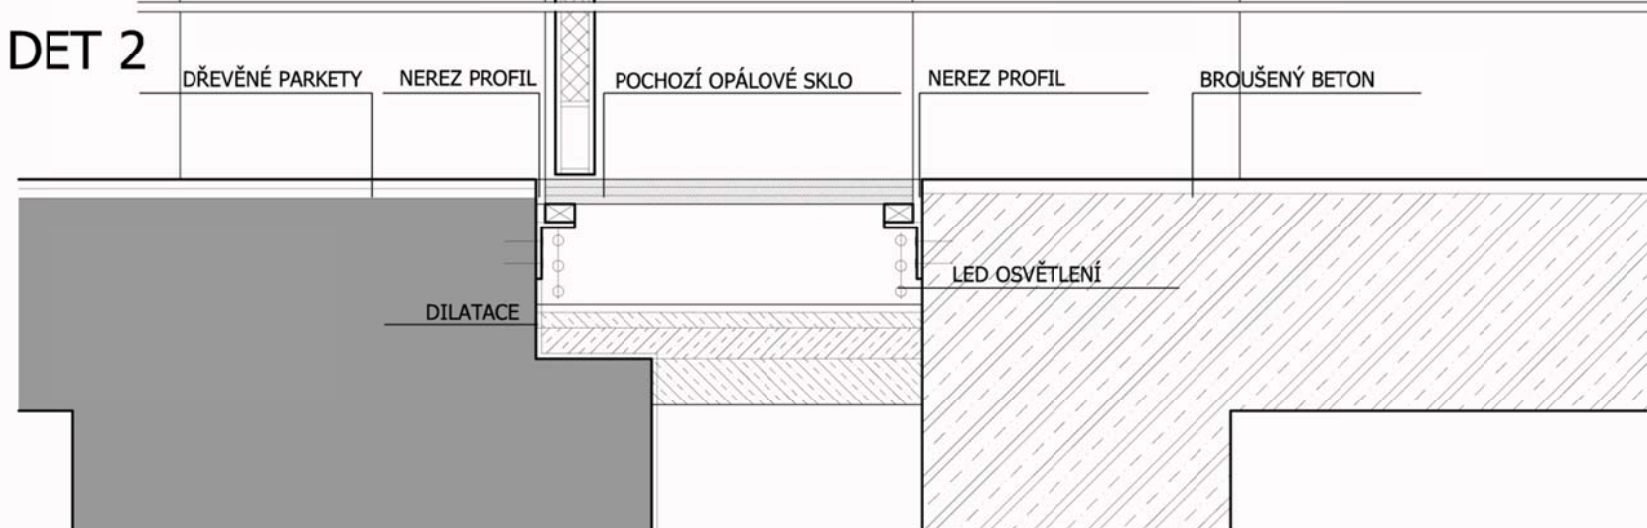 DET 2
DŘEVĚNÉ PARKETY
NEREZ PROFIL
POCHOZÍ OPÁLOVÉ SKLO
NEREZ PROFIL
BROUŠENÝ BETON
LED OSVĚTLENÍ
DILATACE